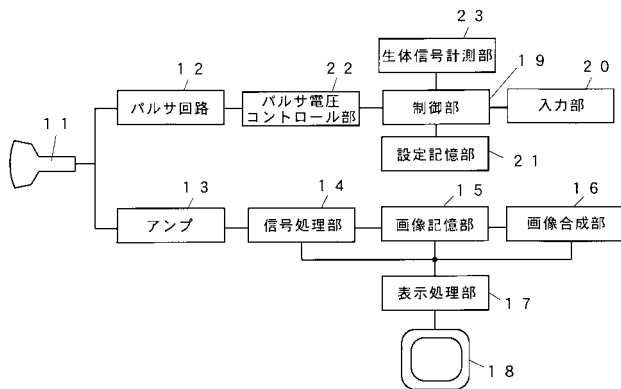 ２３
生体信号計測部
１２
２２
１９
２０
パルサ回路
パルサ電圧
コントロール部
制御部
入力部
１１
設定記憶部
２１
１３
１４
１５
１６
アンプ
信号処理部
画像記憶部
画像合成部
表示処理部
１７
１８